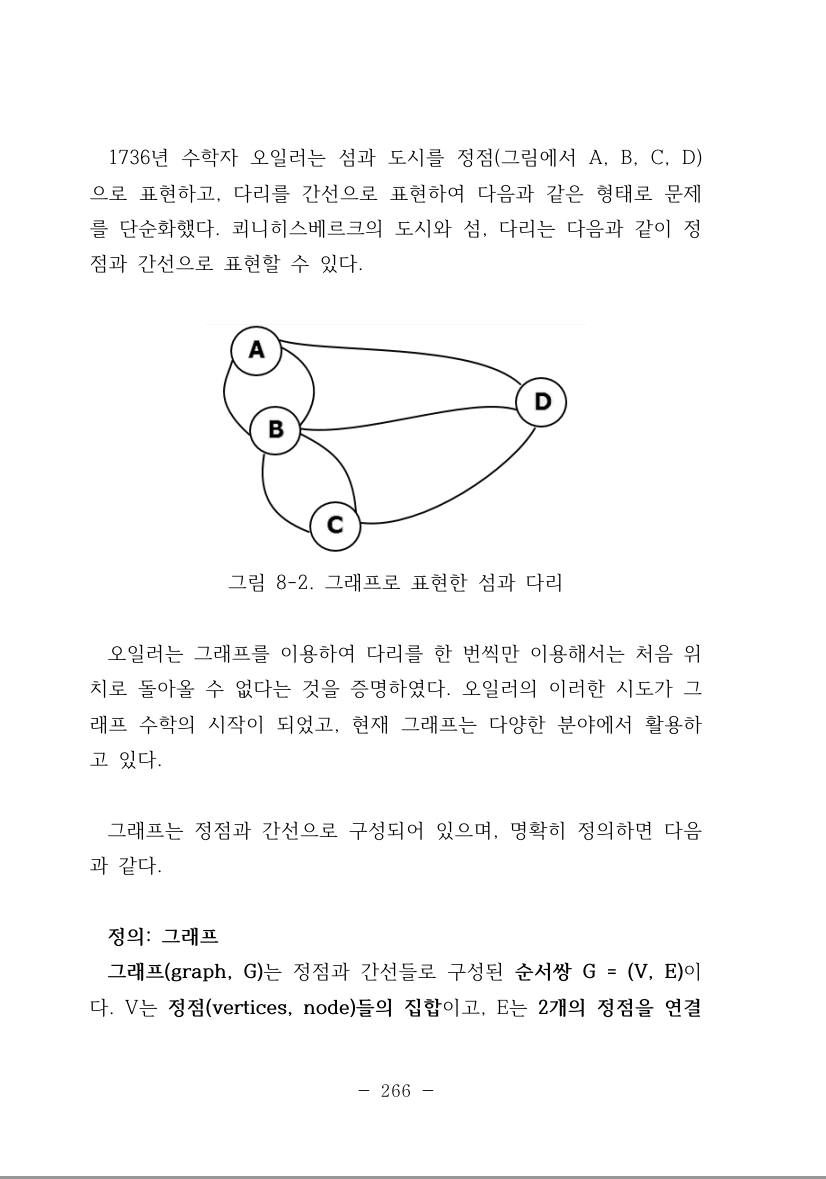 1736년 수학자 오일러는 섬과 도시를 정점(그림에서 A, B, C, D)
으로 표현하고, 다리를 간선으로 표현하여 다음과 같은 형태로 문제
를 단순화했다. 쾨니히스베르크의 도시와 섬, 다리는 다음과 같이 정
점과 간선으로 표현할 수 있다.
A
D
B
C
그림 8-2. 그래프로 표현한 섬과 다리
오일러는 그래프를 이용하여 다리를 한 번씩만 이용해서는 처음 위
치로 돌아올 수 없다는 것을 증명하였다. 오일러의 이러한 시도가 그
래프 수학의 시작이 되었고, 현재 그래프는 다양한 분야에서 활용하
고 있다.
그래프는 정점과 간선으로 구성되어 있으며, 명확히 정의하면 다음
과 같다.
정의: 그래프
그래프(graph, G)는 정점과 간선들로 구성된 순서쌍 G = (V, E)이
다. V는 정점(vertices, node)들의 집합이고, E는 2개의 정점을 연결
- 266 -